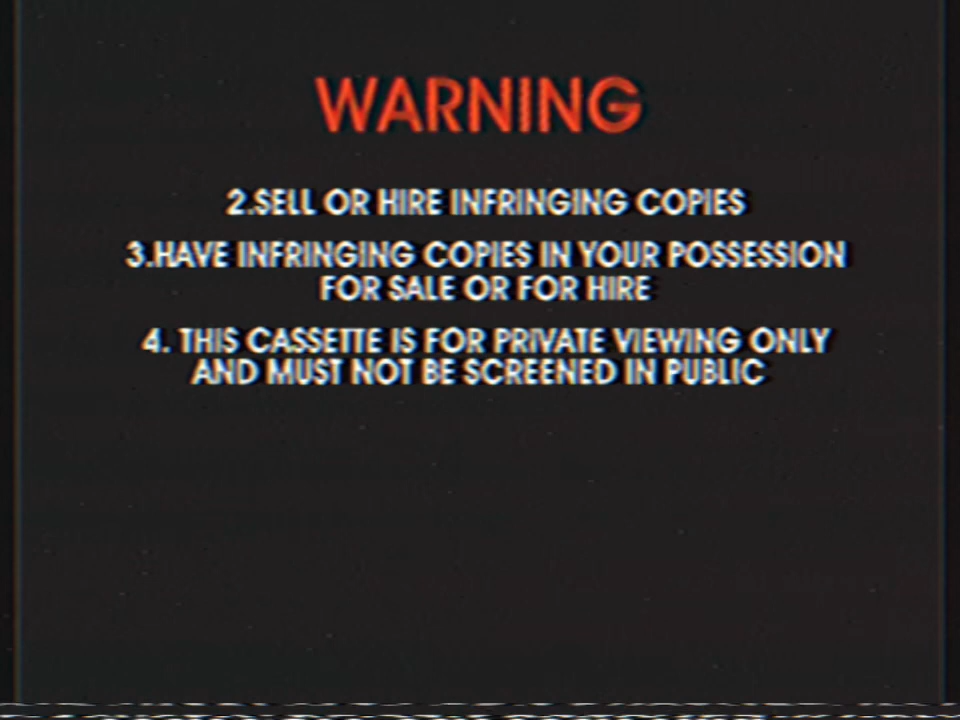 WARNING
2.SELL OR HIRE INFRINGING COPIES
3.HAVE INFRINGING COPIES IN YOUR POSSESSION
FOR SALE OR FOR HIRE
4. THIS CASSETTE IS FOR PRIVATE VIEWING ONLY
AND MUST NOT BE SCREENED IN PUBLIC